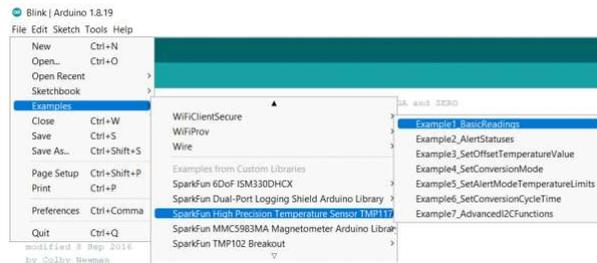 Blink | Arduino 1.8.19
File Edit Sketch Tools Help
New Ctrl+N
Open... Ctrl+O
Open Recent
Sketchbook
Examples
Close Ctrl+W
Save Ctrl+S
Save As... Ctrl+Shift+S
Page Setup Ctrl+Shift+P
Print Ctrl+P
Preferences Ctrl+Comma
Quit Ctrl+Q
modified 8 Sep 2016
by Colby Newman
WiFiClientSecure
WiFiProv
Wire
Examples from Custom Libraries
SparkFun 6DoF ISM330DHCX
SparkFun Dual-Port Logging Shield Arduino Library
SparkFun High Precision Temperature Sensor TMP117
SparkFun MMC5983MA Magnetometer Arduino Library
SparkFun TMP102 Breakout
and ZERO
Example1_BasicReadings
Example2_AlertStatuses
Example3_SetOffsetTemperatureValue
Example4_SetConversionMode
Example5_SetAlertModeTemperatureLimits
Example6_SetConversionCycleTime
Example7_AdvancedI2CFunctions